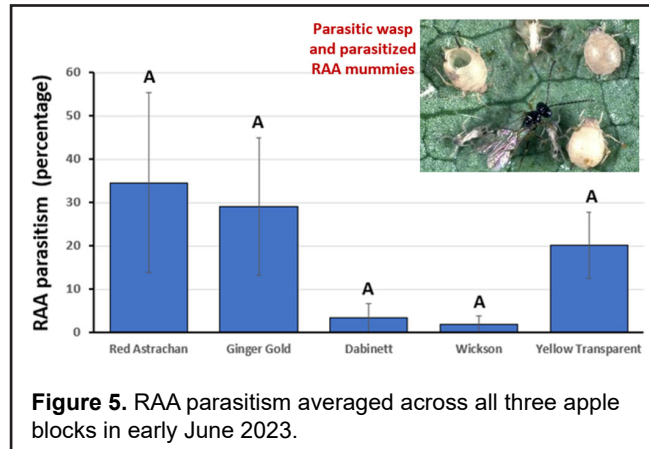 Parasitic wasp
and parasitized
RAA mummies
RAA parasitism (percentage)
60
50
40
30
20
10
0
A
A
A
A
A
Red Astrachan
Ginger Gold
Dabinett
Wickson
Yellow Transparent
Figure 5. RAA parasitism averaged across all three apple
blocks in early June 2023.